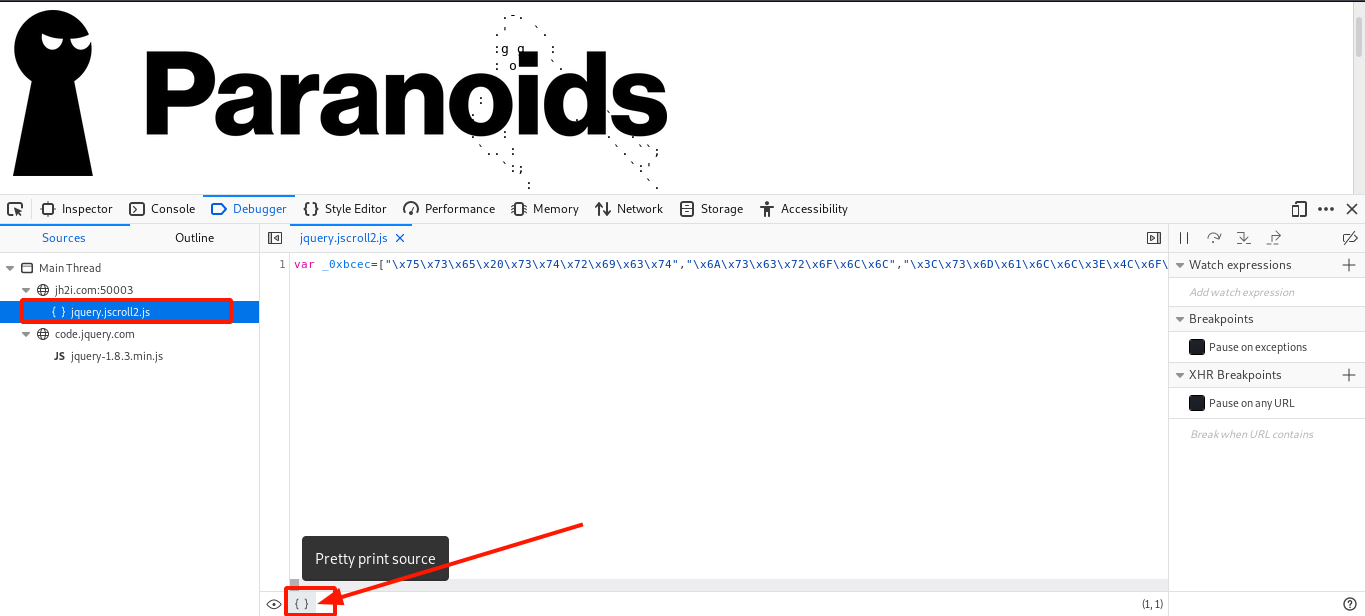 Paranoids
:g g :
: o `.
Inspector Console Debugger Style Editor Performance Memory Network Storage Accessibility
Sources Outline jquery.jscroll2.js
Main Thread
jh2i.com:50003
{ } jquery.jscroll2.js
code.jquery.com
JS jquery-1.8.3.min.js
1 var _0xbcec=["\x75\x73\x65\x20\x73\x74\x72\x69\x63\x74","\x6A\x73\x63\x72\x6F\x6C\x6C","\x3C\x73\x6D\x61\x6C\x6C\x3E\x4C\x6F\
Watch expressions
Add watch expression
Breakpoints
Pause on exceptions
XHR Breakpoints
Pause on any URL
Break when URL contains
Pretty print source
{ } (1, 1)